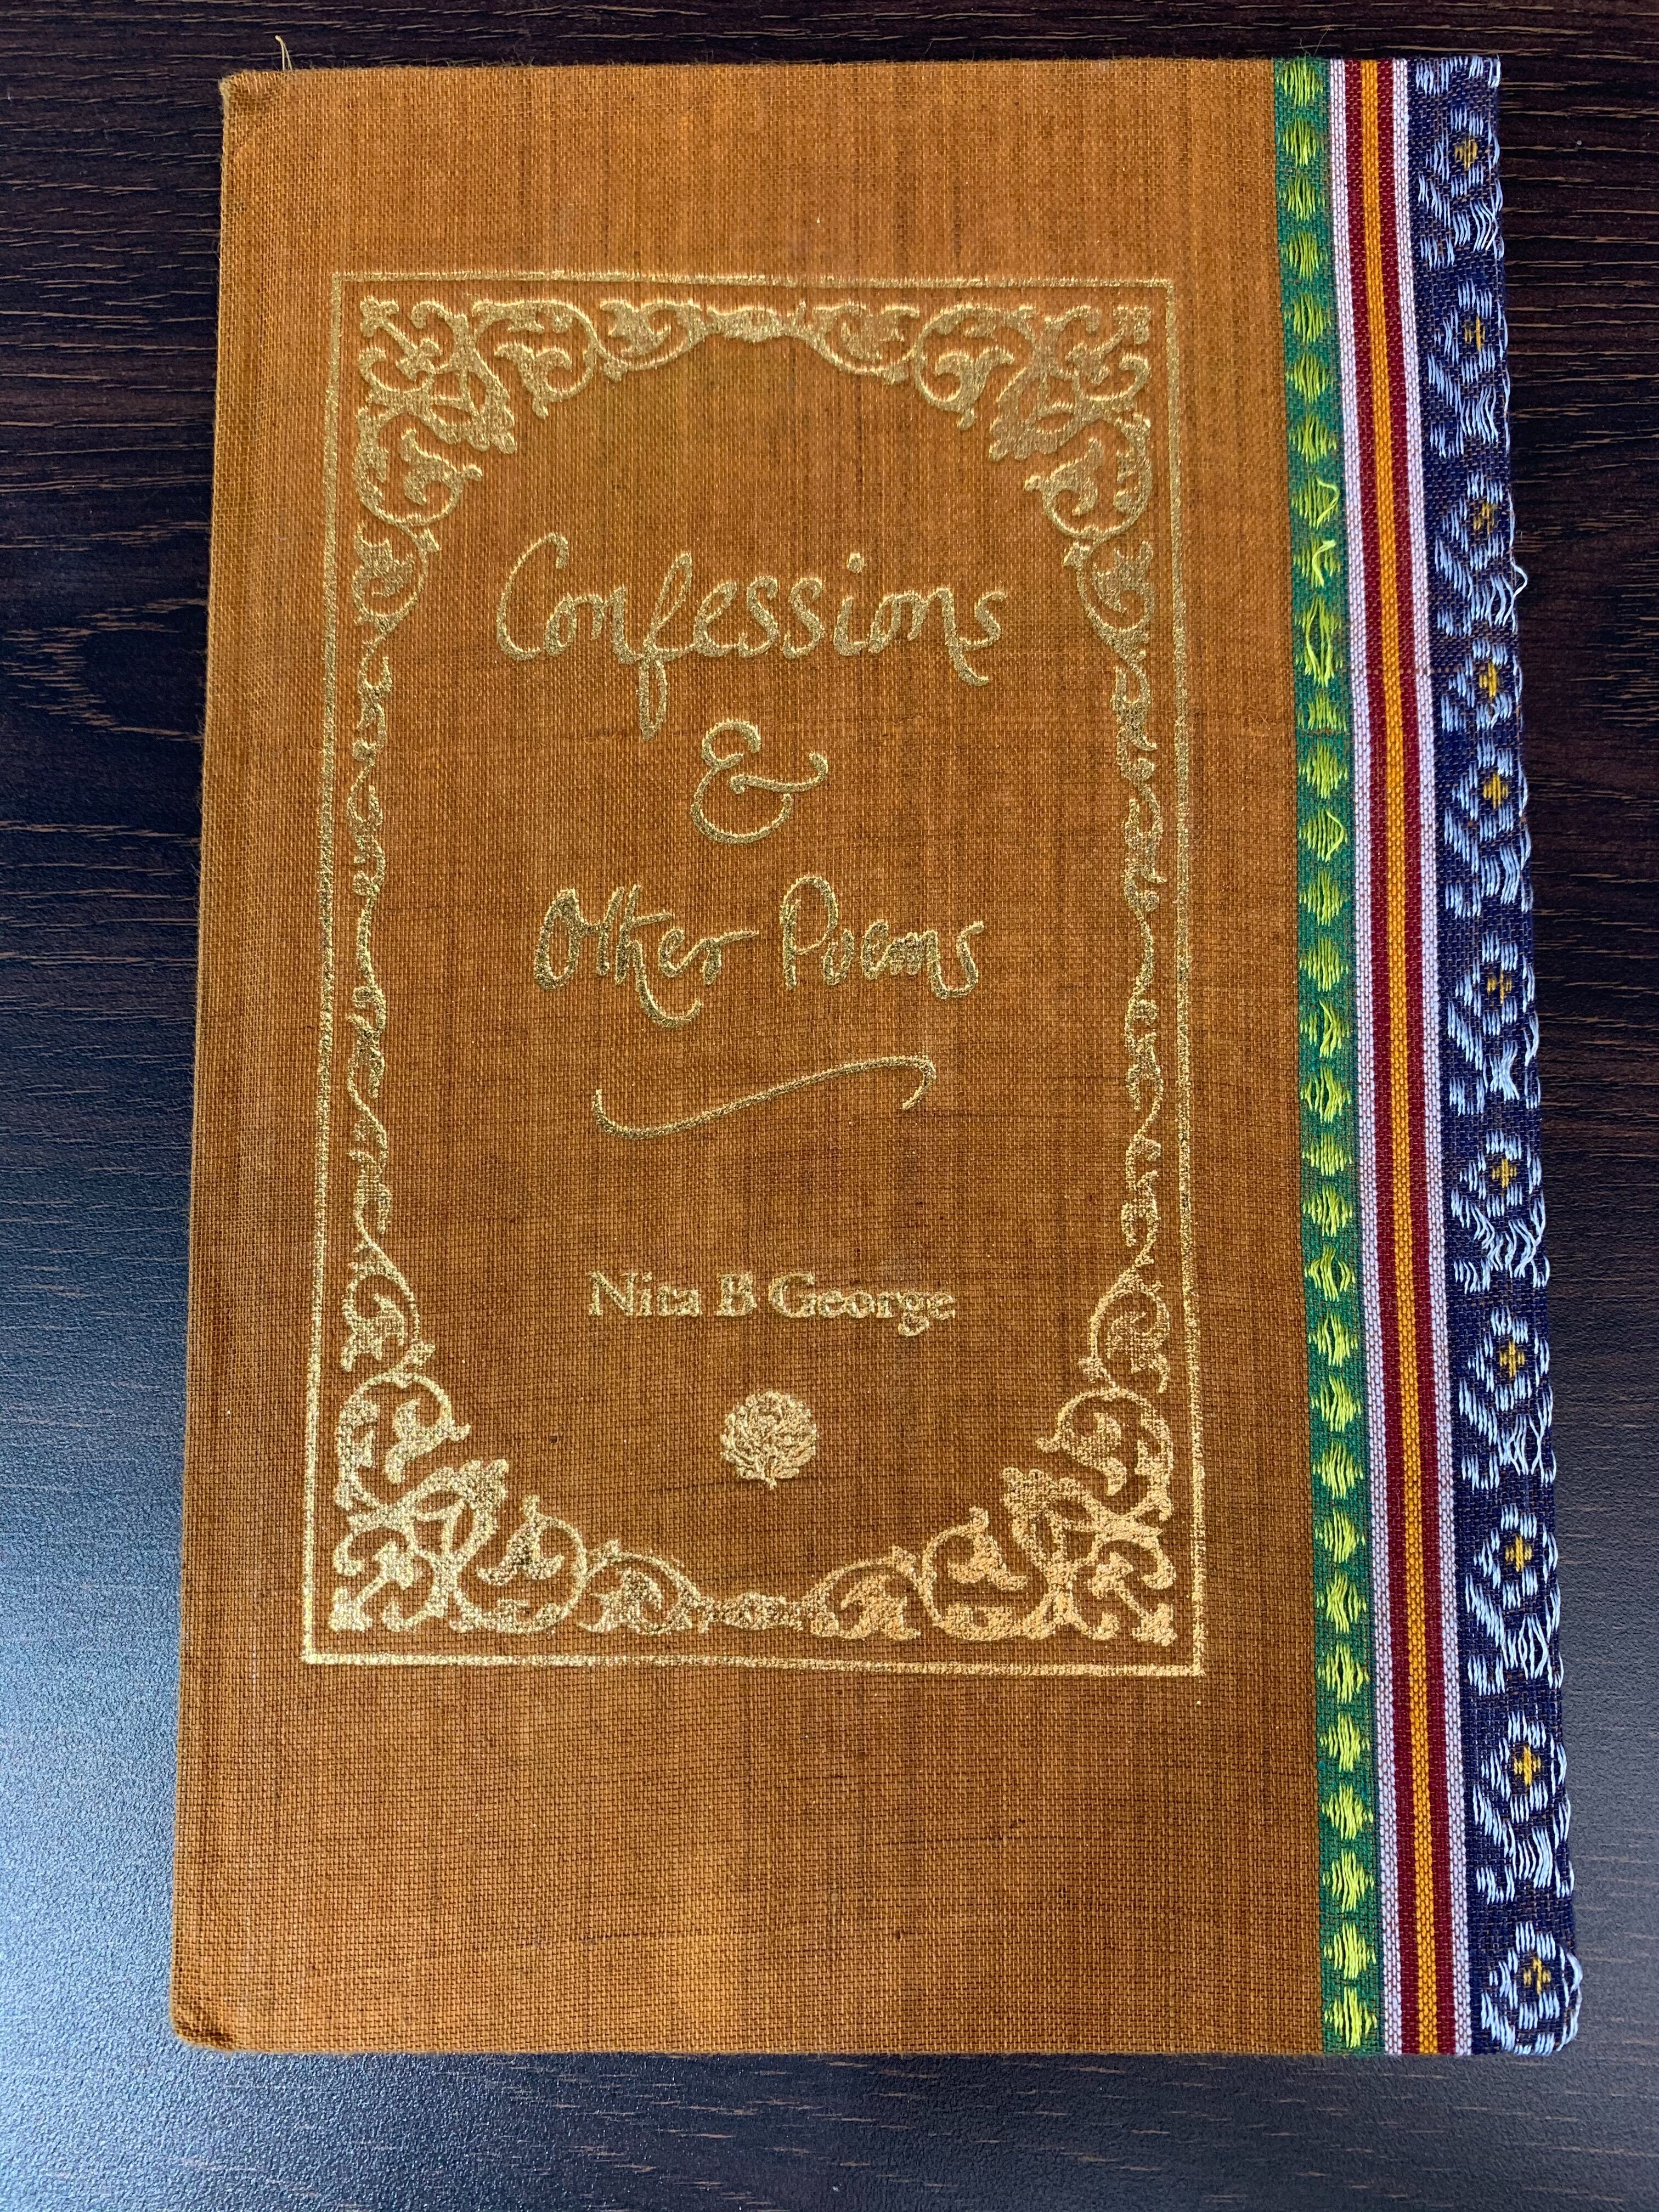 Confessions
&
Other Poems
Nita B George